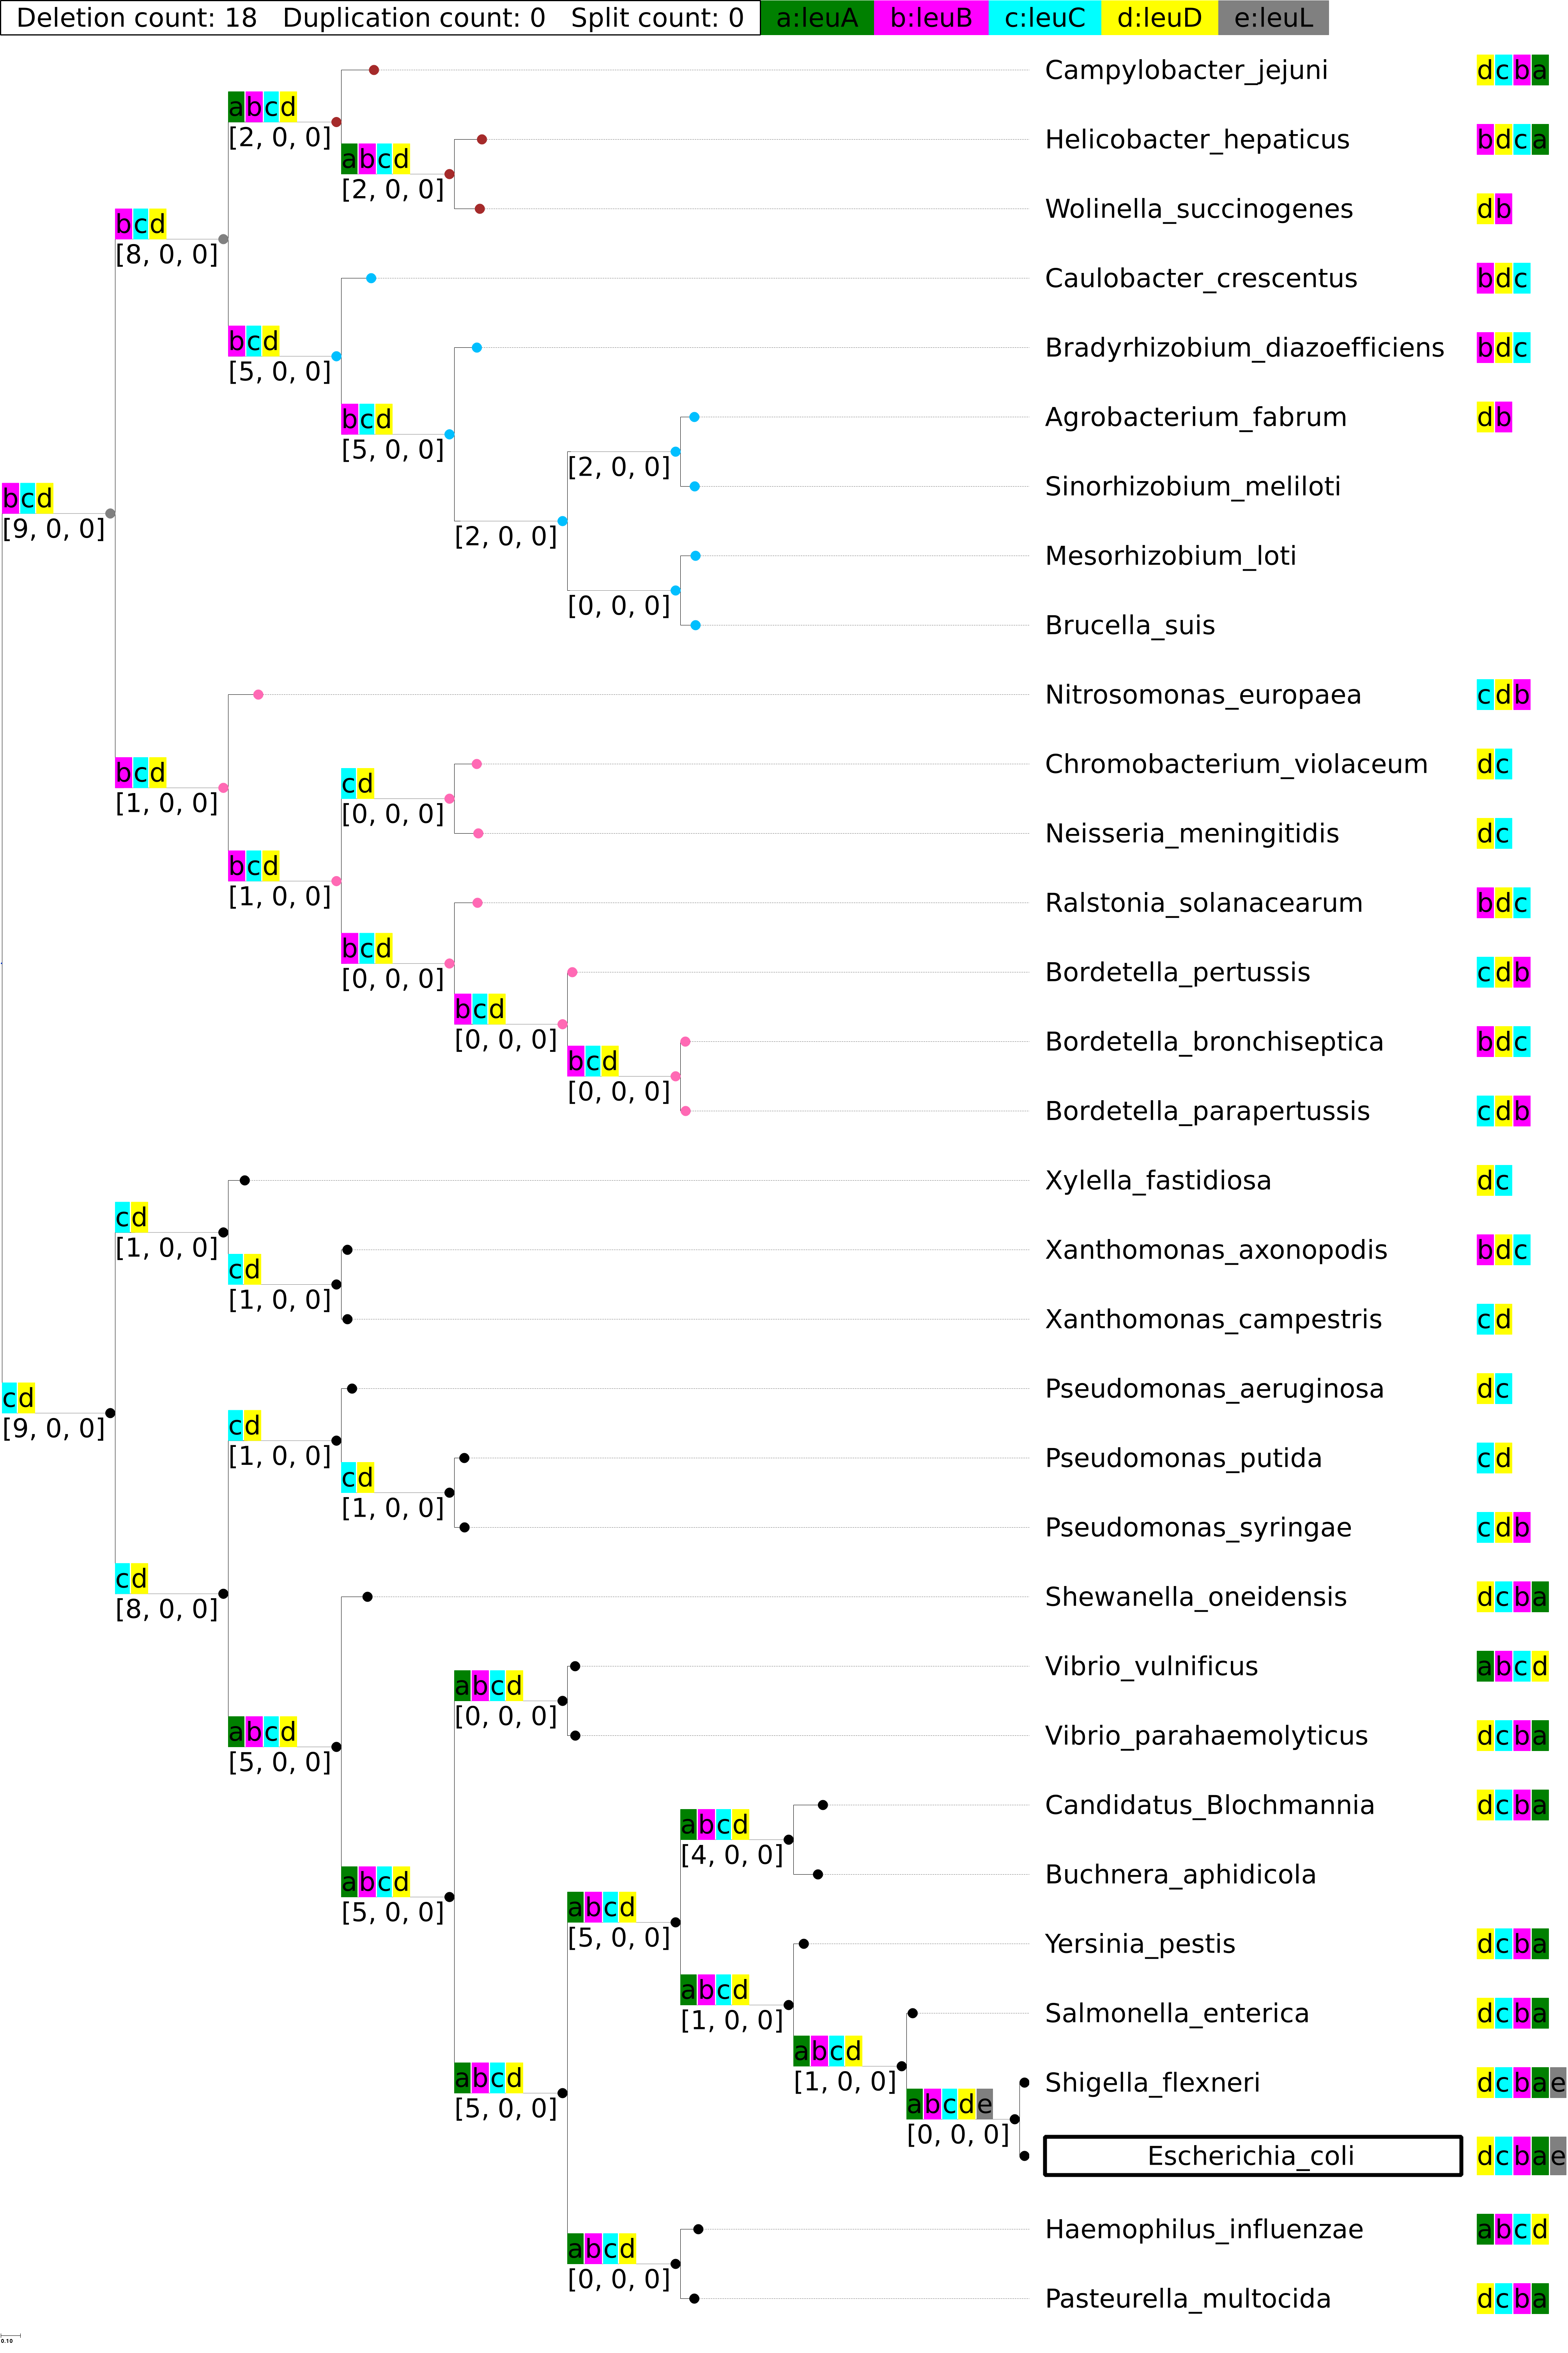 Deletion count: 18 Duplication count: 0 Split count: 0 a:leuA b:leuB c:leuC d:leuD e:leuL
Campylobacter_jejuni dcba
abcd
[2, 0, 0]
Helicobacter_hepaticus bdca
abcd
[2, 0, 0]
Wolinella_succinogenes db
bcd
[8, 0, 0]
Caulobacter_crescentus bdc
bcd
[5, 0, 0]
Bradyrhizobium_diazoefficiens bdc
bcd
[5, 0, 0]
Agrobacterium_fabrum db
[2, 0, 0]
Sinorhizobium_meliloti
bcd
[9, 0, 0]
[2, 0, 0]
Mesorhizobium_loti
[0, 0, 0]
Brucella_suis
Nitrosomonas_europaea cdb
bcd
[1, 0, 0]
Chromobacterium_violaceum dc
cd
[0, 0, 0]
Neisseria_meningitidis dc
bcd
[1, 0, 0]
Ralstonia_solanacearum bdc
bcd
[0, 0, 0]
Bordetella_pertussis cdb
bcd
[0, 0, 0]
Bordetella_bronchiseptica bdc
bcd
[0, 0, 0]
Bordetella_parapertussis cdb
Xylella_fastidiosa dc
cd
[1, 0, 0]
Xanthomonas_axonopodis bdc
cd
[1, 0, 0]
Xanthomonas_campestris cd
Pseudomonas_aeruginosa dc
cd
[9, 0, 0]
cd
[1, 0, 0]
Pseudomonas_putida cd
cd
[1, 0, 0]
Pseudomonas_syringae cdb
cd
[8, 0, 0]
Shewanella_oneidensis dcba
Vibrio_vulnificus abcd
abcd
[0, 0, 0]
Vibrio_parahaemolyticus dcba
abcd
[5, 0, 0]
Candidatus_Blochmannia dcba
abcd
[4, 0, 0]
Buchnera_aphidicola
abcd
[5, 0, 0]
abcd
[5, 0, 0]
Yersinia_pestis dcba
abcd
[1, 0, 0]
Salmonella_enterica dcba
abcd
[1, 0, 0]
Shigella_flexneri dcbae
abcd
[5, 0, 0]
abcde
[0, 0, 0]
Escherichia_coli dcbae
Haemophilus_influenzae abcd
abcd
[0, 0, 0]
Pasteurella_multocida dcba
0.10